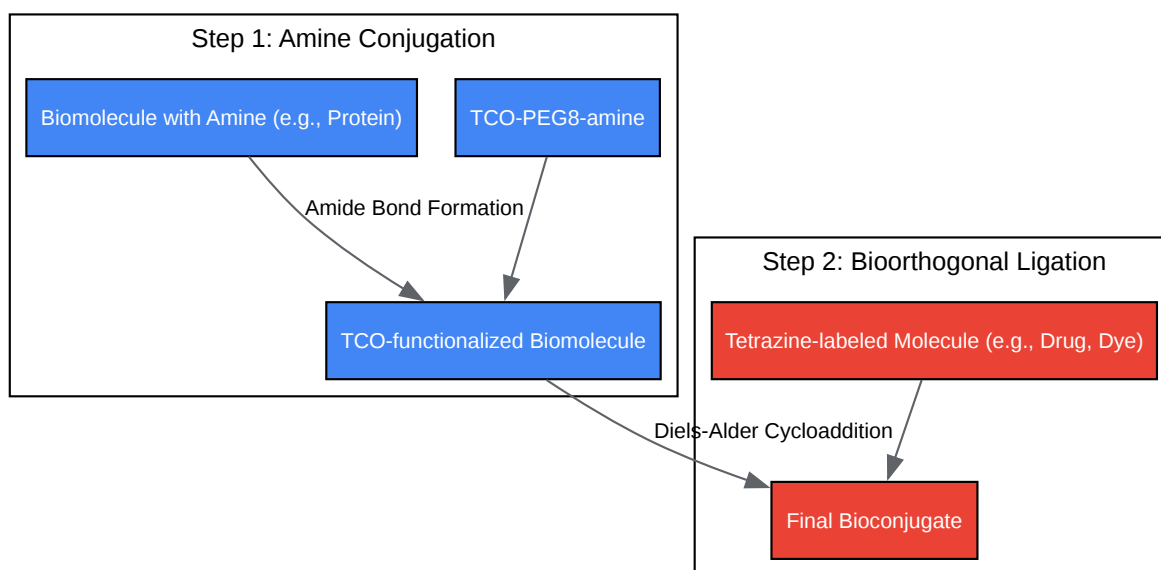 Step 1: Amine Conjugation
Biomolecule with Amine (e.g., Protein)
TCO-PEG8-amine
Amide Bond Formation
TCO-functionalized Biomolecule
Step 2: Bioorthogonal Ligation
Tetrazine-labeled Molecule (e.g., Drug, Dye)
Diels-Alder Cycloaddition
Final Bioconjugate